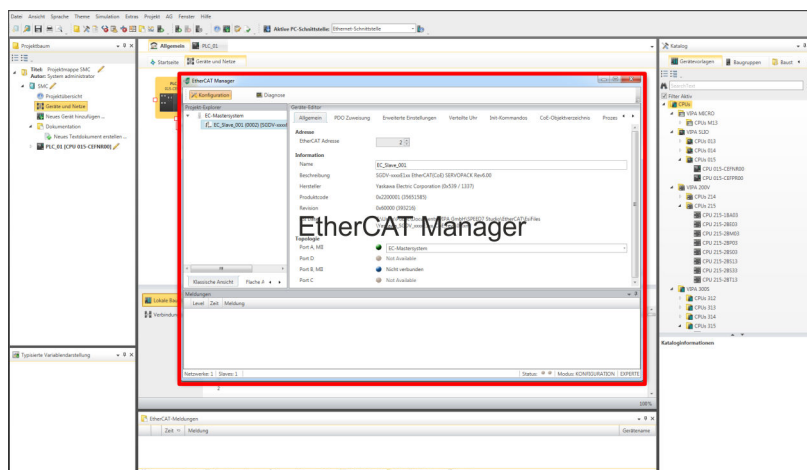 Datei Ansicht Sprache Theme Simulation Extras Projekt AG Fenster Hilfe
Aktive PC-Schnittstelle: Ethernet-Schnittstelle
Projektbaum
Titel: Projektmappe SMC
Autor: System administrator
SMC
Projektübersicht
Geräte und Netze
Neues Gerät hinzufügen ...
Dokumentation
Neues Textdokument erstellen ...
PLC_01 (CPU 015-CEFNR00)
Typisierte Variablendarstellung
Allgemein PLC_01
Startseite Geräte und Netze
EtherCAT Manager
Konfiguration Diagnose
Projekt-Explorer
EC-Mastersystem
EC_Slave_001 (0002) (SGDV-xxxxE
Klassische Ansicht Flache A
Geräte-Editor
Allgemein PDO Zuweisung Erweiterte Einstellungen Verteilte Uhr Init-Kommandos CoE-Objektverzeichnis Prozes
Adresse
EtherCAT Adresse 2
Information
Name EC_Slave_001
Beschreibung SGDV-xxxxE1xx EtherCAT(CoE) SERVOPACK Rev6.00
Hersteller Yaskawa Electric Corporation (0x539 / 1337)
Produktcode 0x2200001 (35651585)
Revision 0x60000 (393216)
EtherCAT Manager
Topologie
Port A, MII EC-Mastersystem
Port D Not Available
Port B, MII Nicht verbunden
Port C Not Available
Meldungen
Level Zeit Meldung
Netzwerke: 1 Slaves: 1 Status: Modus: KONFIGURATION EXPERTE
Lokale Bau
Verbindun
2
100%
EtherCAT-Meldungen
Zeit Meldung Gerätename
Katalog
Gerätevorlagen Baugruppen Baust
Filter Aktiv
CPUs
VIPA MICRO
CPUs M13
VIPA SLIO
CPUs 013
CPUs 014
CPUs 015
CPU 015-CEFNR00
CPU 015-CEFPR00
VIPA 200V
CPUs 214
CPUs 215
CPU 215-1BA03
CPU 215-2BE03
CPU 215-2BM03
CPU 215-2BP03
CPU 215-2BS03
CPU 215-2BS13
CPU 215-2BS33
CPU 215-2BT13
VIPA 300S
CPUs 312
CPUs 313
CPUs 314
CPUs 315
Kataloginformationen